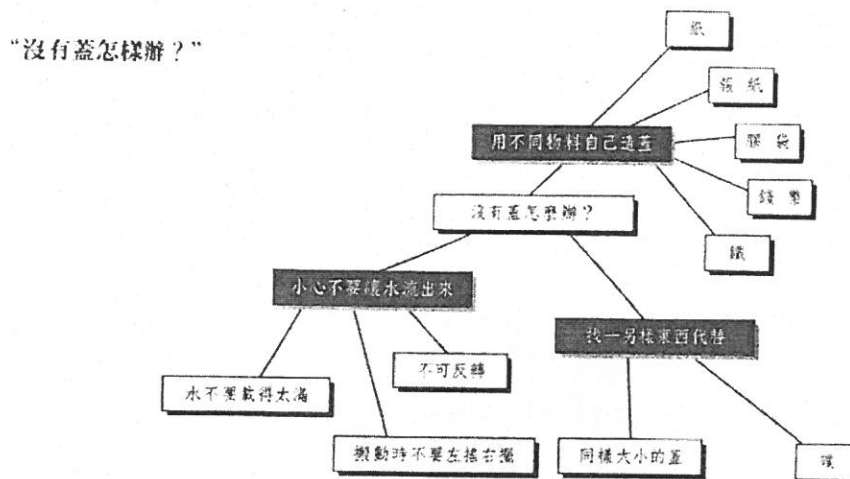 “沒有蓋怎樣辦？”
紙
報 紙
用不同物料自己造蓋
膠 袋
沒有蓋怎麼辦？
鐵
小心不要讓水流出來
找一另樣東西代替
不可反轉
水不要載得太滿
搬動時不要左搖右擺
同樣大小的蓋